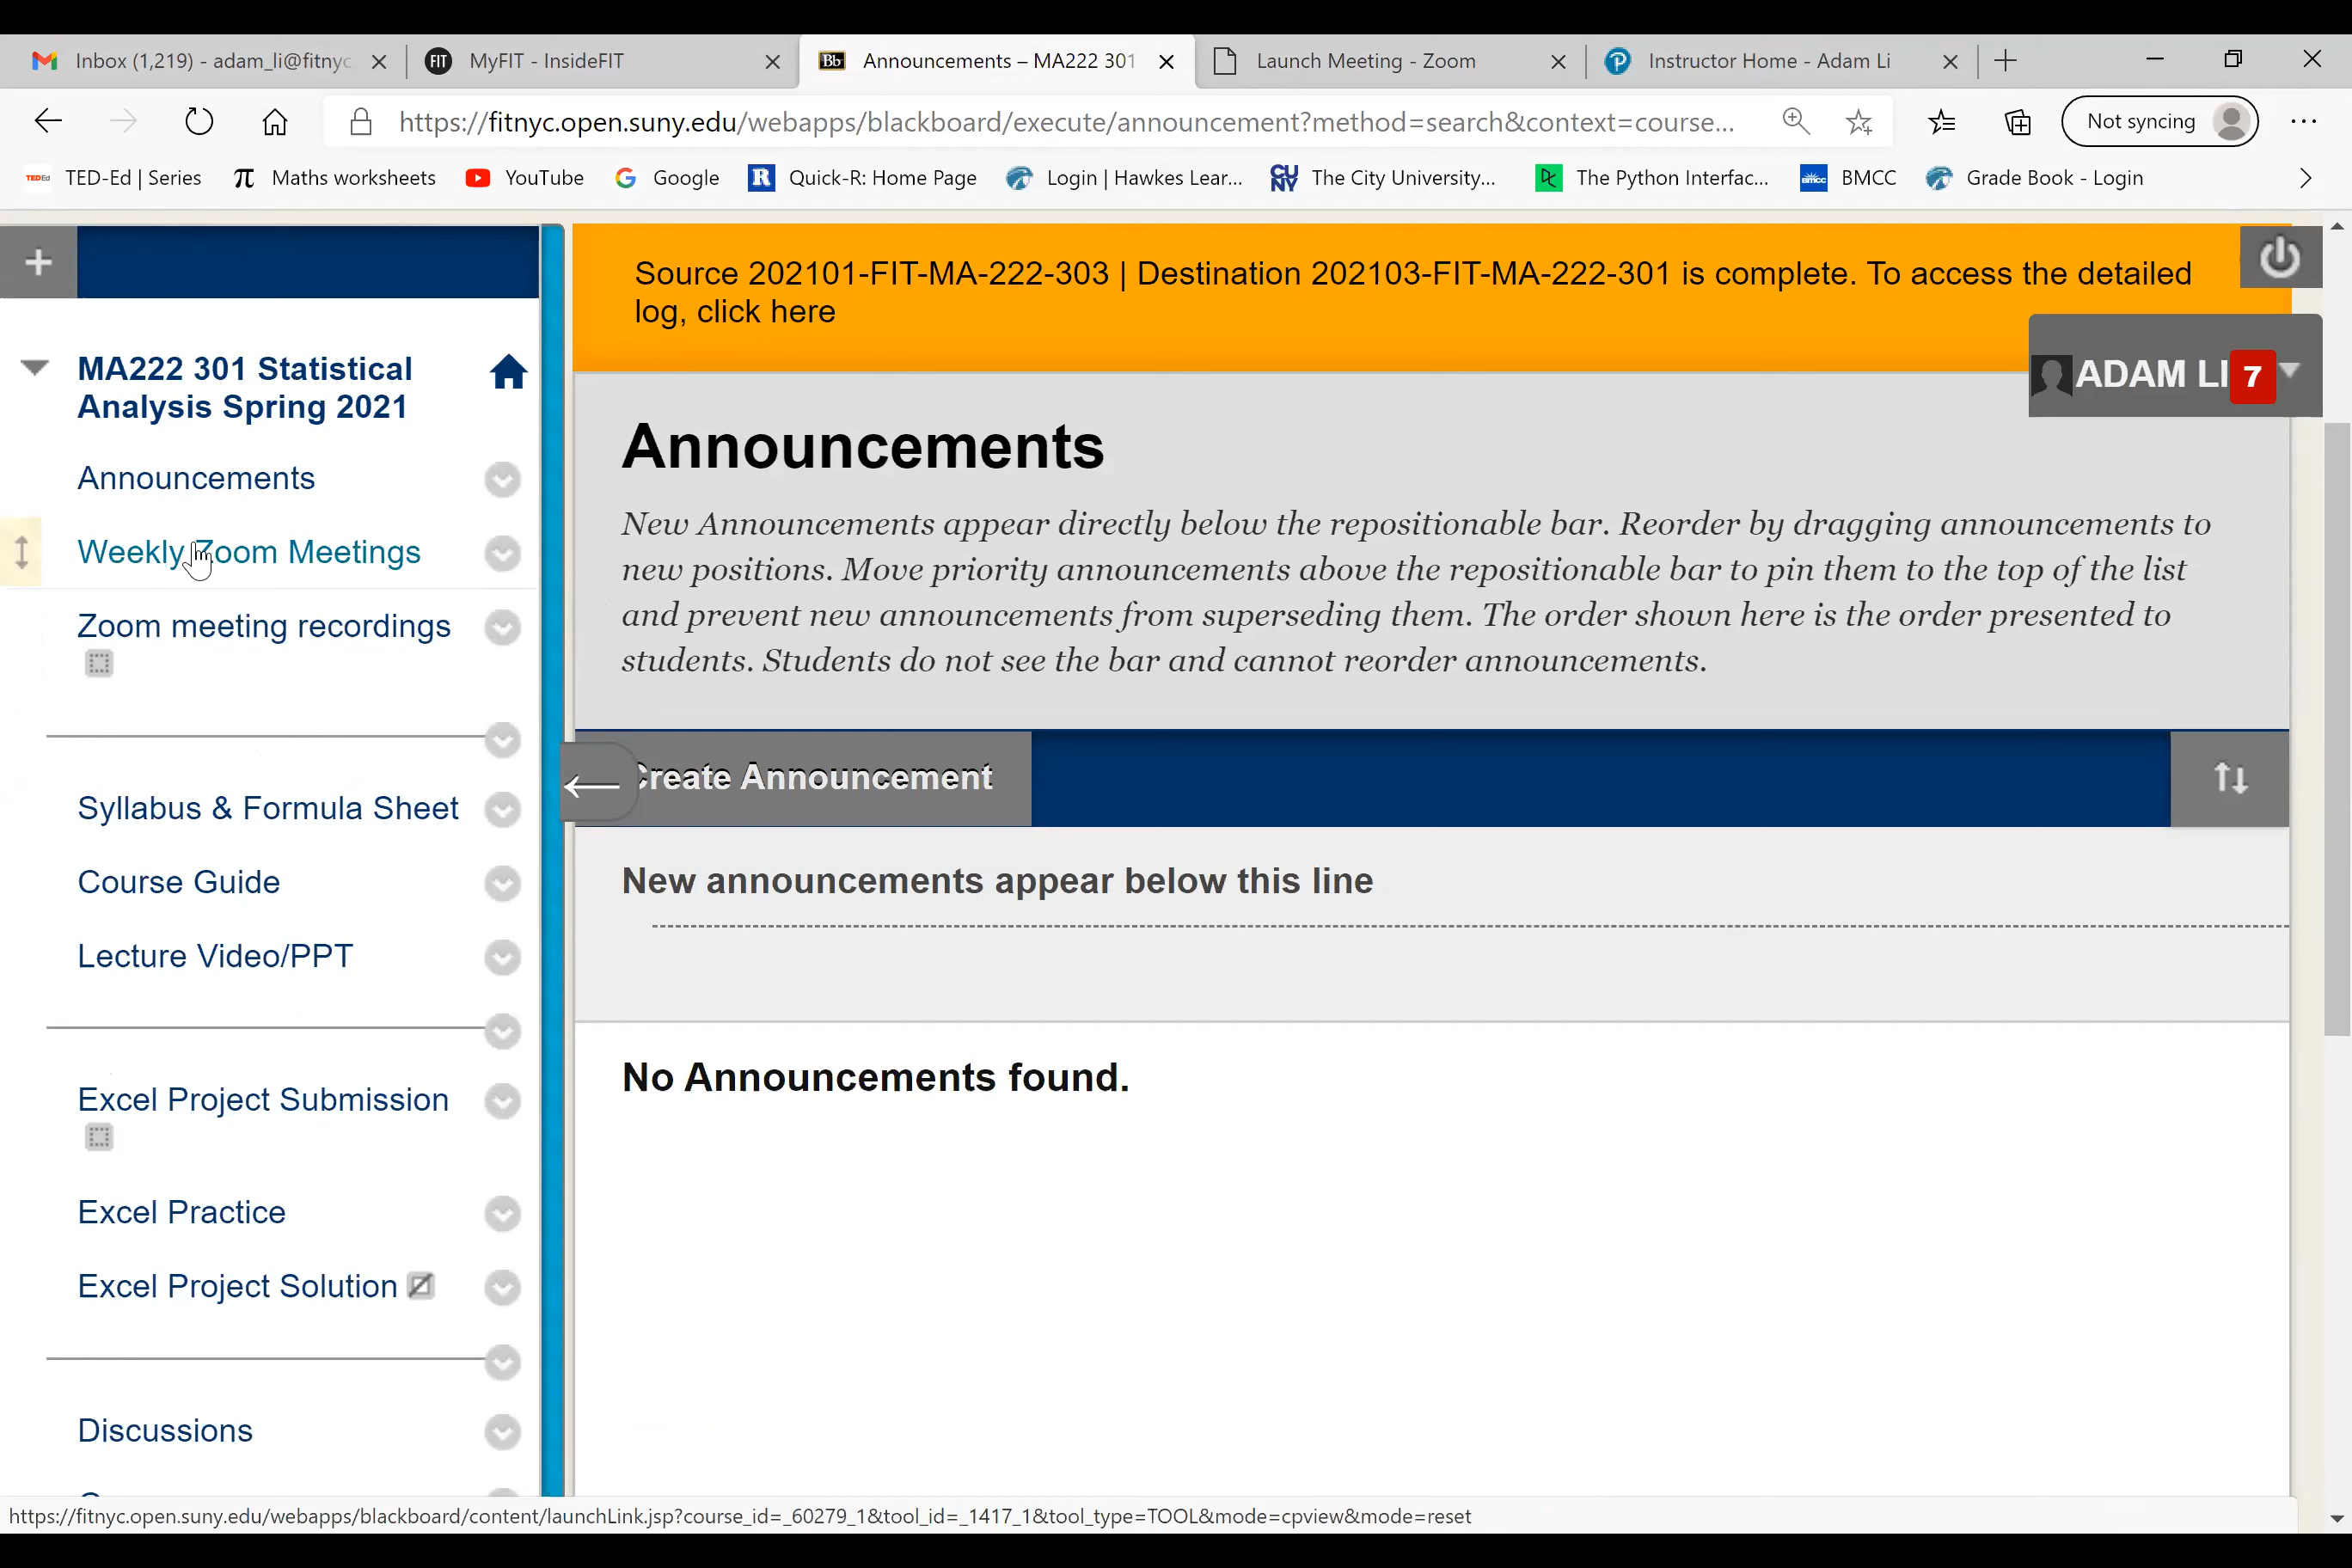 Inbox (1,219) - adam_li@fitnyc
FIT
MyFIT - InsideFIT
Bb
Announcements – MA222 301
Launch Meeting - Zoom
Instructor Home - Adam Li
https://fitnyc.open.suny.edu/webapps/blackboard/execute/announcement?method=search&context=course...
Not syncing
TED-Ed | Series
Maths worksheets
YouTube
Google
Quick-R: Home Page
Login | Hawkes Lear...
The City University...
The Python Interfac...
BMCC
Grade Book - Login
Source 202101-FIT-MA-222-303 | Destination 202103-FIT-MA-222-301 is complete. To access the detailed
log, click here
ADAM LI 7
MA222 301 Statistical
Analysis Spring 2021
Announcements
Weekly Zoom Meetings
Zoom meeting recordings
Syllabus & Formula Sheet
Course Guide
Lecture Video/PPT
Excel Project Submission
Excel Practice
Excel Project Solution
Discussions
Announcements
New Announcements appear directly below the repositionable bar. Reorder by dragging announcements to
new positions. Move priority announcements above the repositionable bar to pin them to the top of the list
and prevent new announcements from superseding them. The order shown here is the order presented to
students. Students do not see the bar and cannot reorder announcements.
Create Announcement
New announcements appear below this line
No Announcements found.
https://fitnyc.open.suny.edu/webapps/blackboard/content/launchLink.jsp?course_id=_60279_1&tool_id=_1417_1&tool_type=TOOL&mode=cpview&mode=reset